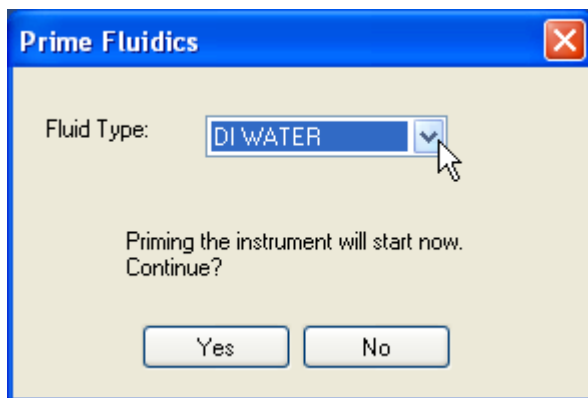 Prime Fluidics
Fluid Type: DI WATER
Priming the instrument will start now.
Continue?
Yes No